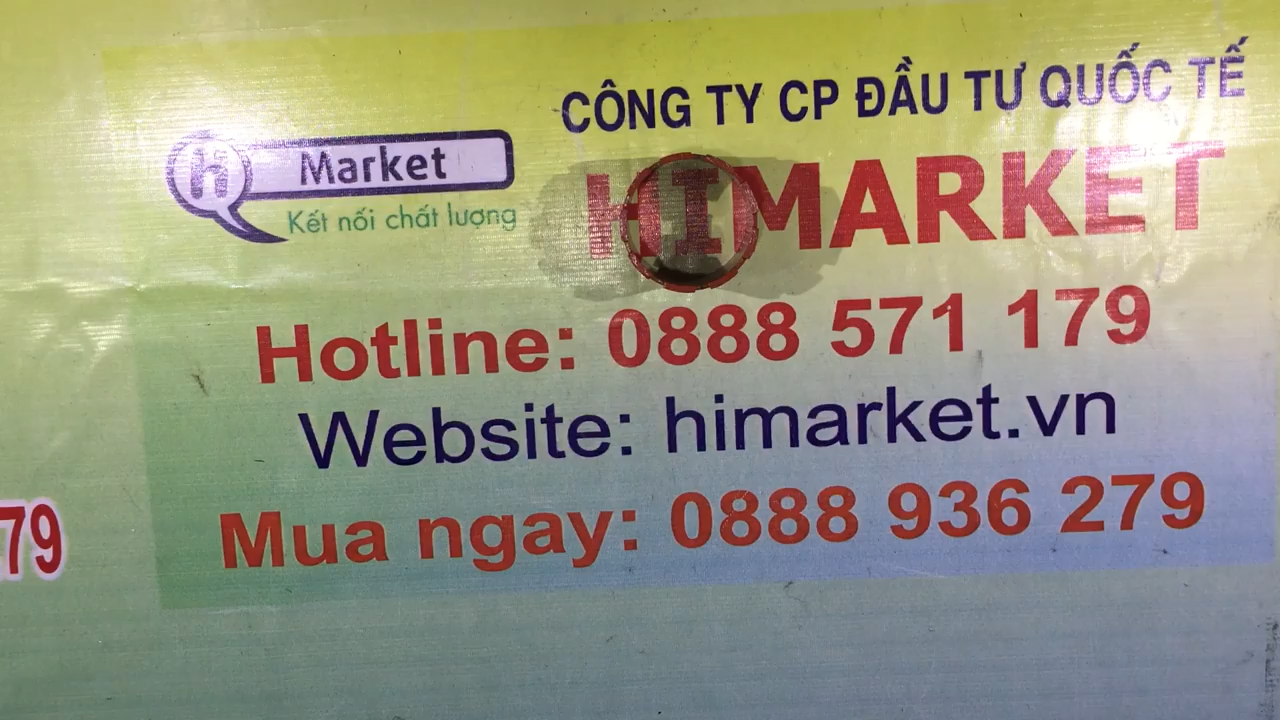 CÔNG TY CP ĐẦU TƯ QUỐC TẾ
H Market
Kết nối chất lượng
HIMARKET
Hotline: 0888 571 179
Website: himarket.vn
Mua ngay: 0888 936 279
79